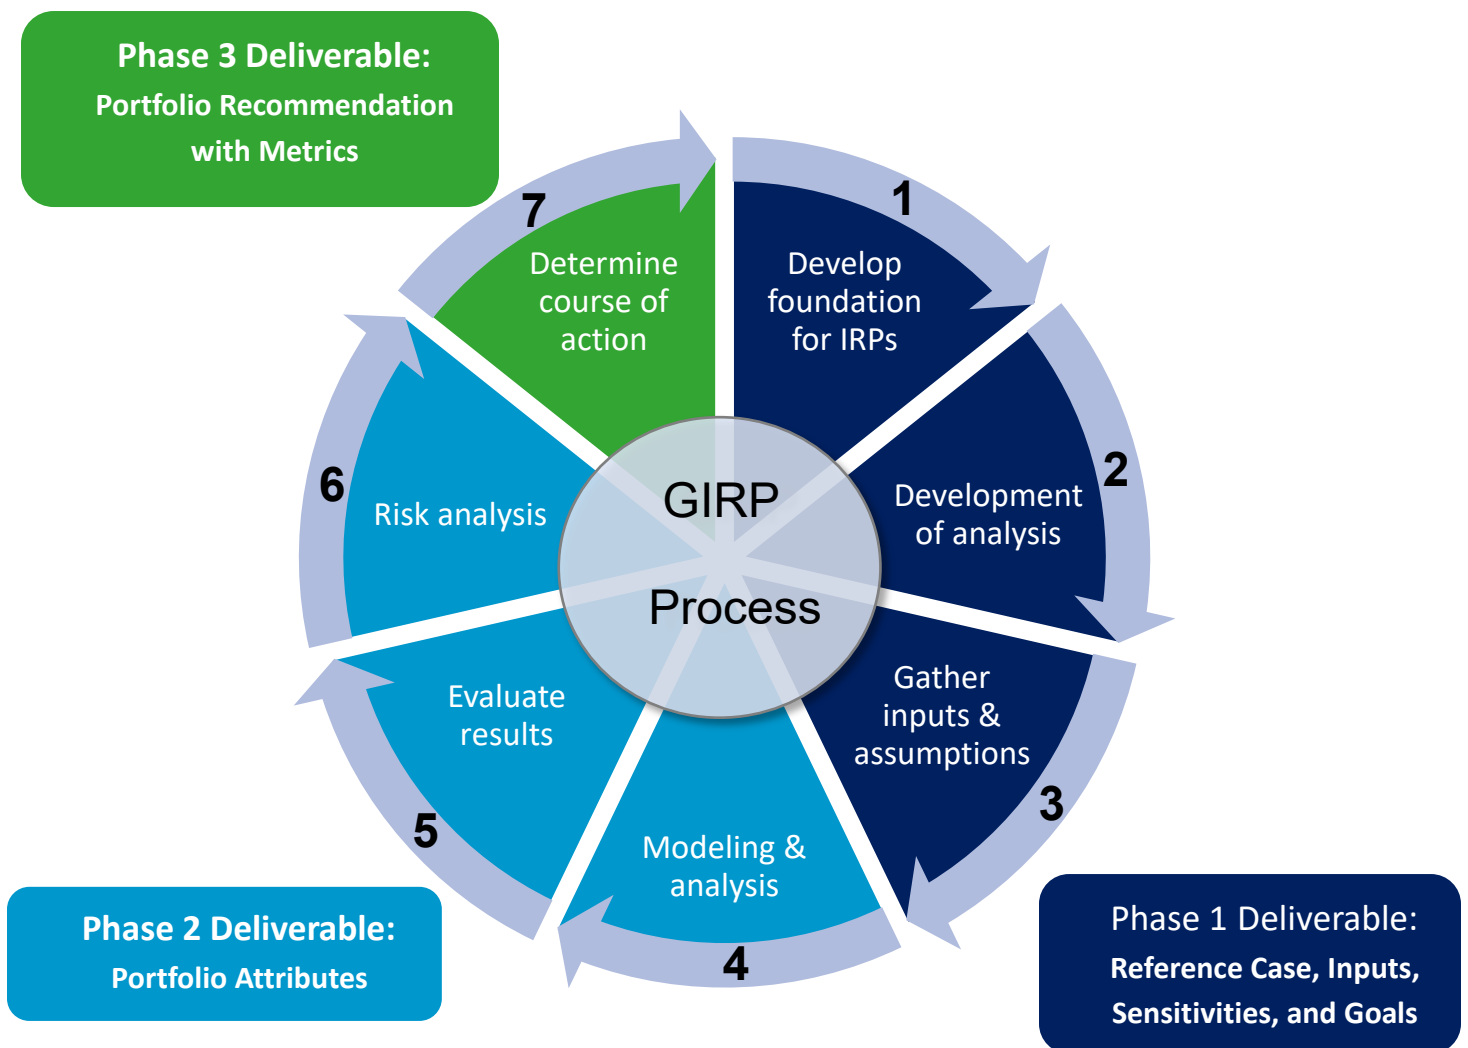 Phase 3 Deliverable:
Portfolio Recommendation
with Metrics
1
Develop
foundation
for IRPs
2
Development
of analysis
3
Gather
inputs &
assumptions
4
Modeling &
analysis
5
Evaluate
results
6
Risk analysis
7
Determine
course of
action
GIRP
Process
Phase 2 Deliverable:
Portfolio Attributes
Phase 1 Deliverable:
Reference Case, Inputs,
Sensitivities, and Goals